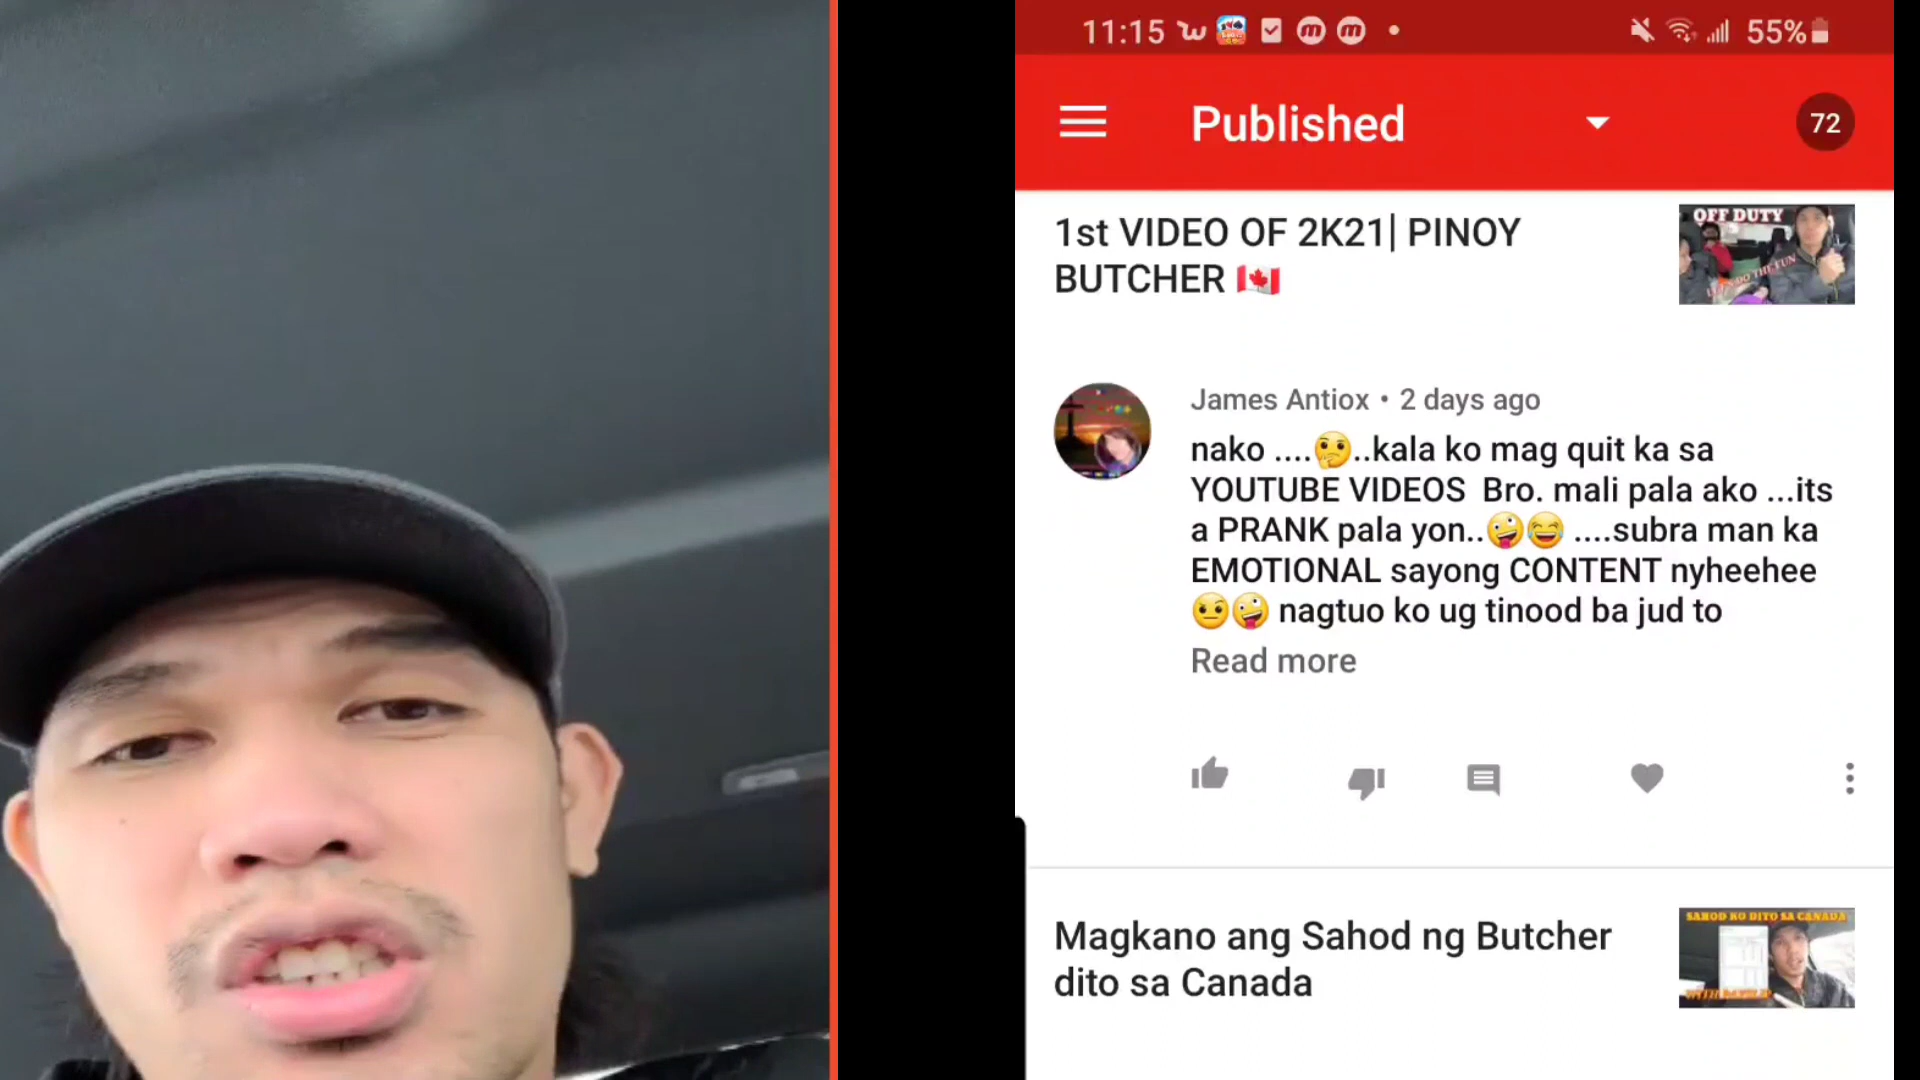 11:15
55%
Published
72
1st VIDEO OF 2K21| PINOY
BUTCHER 🇨🇦
OFF DUTY
James Antiox • 2 days ago
nako ....🤔..kala ko mag quit ka sa
YOUTUBE VIDEOS Bro. mali pala ako ...its
a PRANK pala yon..🤪😂 ....subra man ka
EMOTIONAL sayong CONTENT nyheehee
🤨🤪 nagtuo ko ug tinood ba jud to
Read more
Magkano ang Sahod ng Butcher
dito sa Canada
SAHOD KO DITO SA CANADA